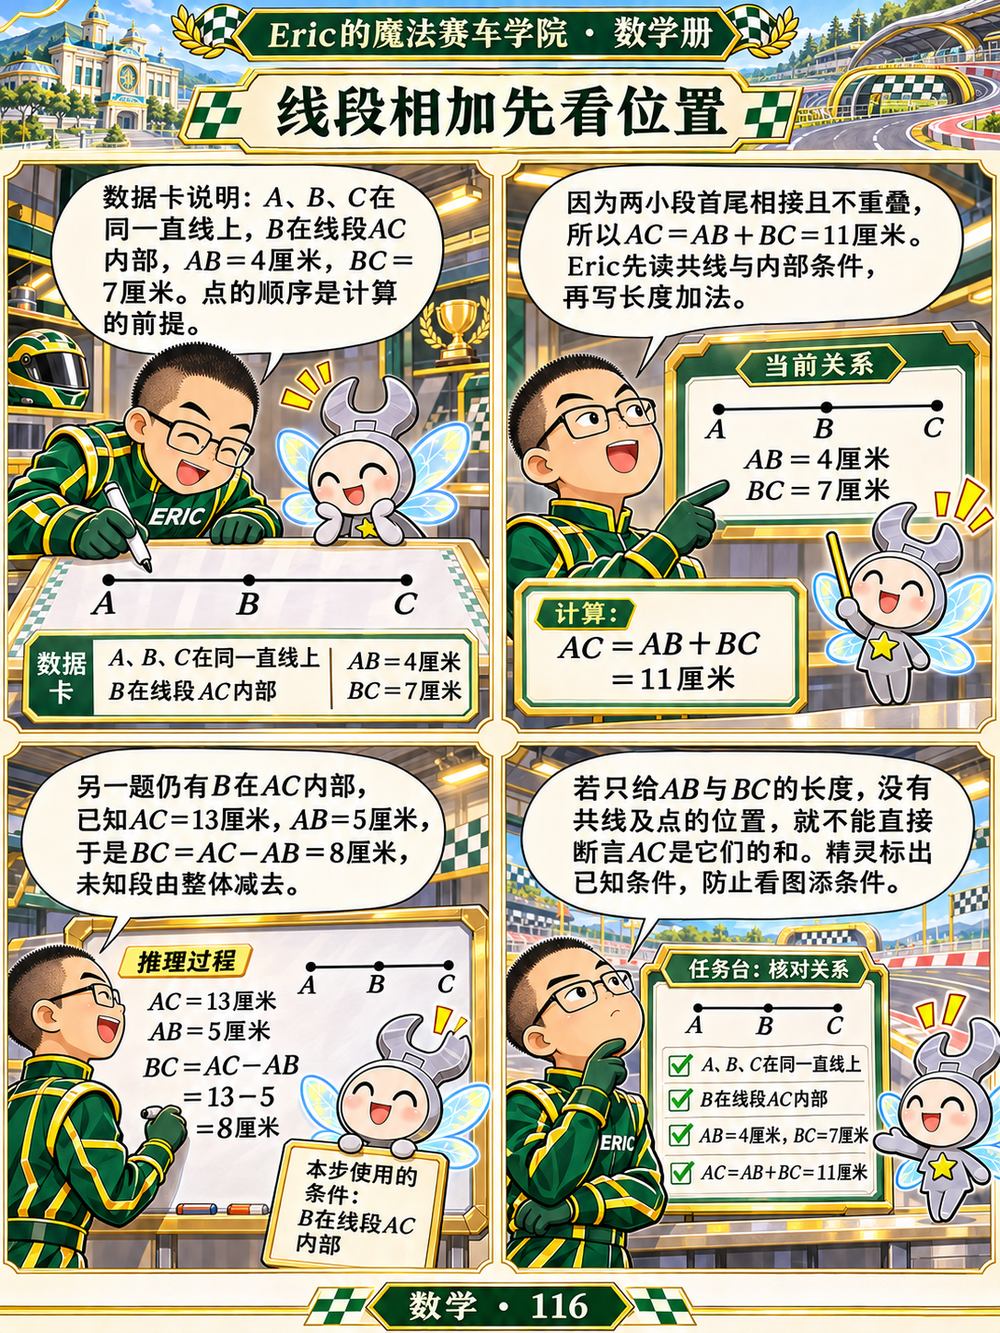 Eric的魔法赛车学院 · 数学册
线段相加先看位置
数据卡说明：A、B、C在
同一直线上，B在线段AC
内部，AB＝4厘米，BC＝
7厘米。点的顺序是计算
的前提。
ERIC
A B C
数据
卡
A、B、C在同一直线上
B在线段AC内部
AB＝4厘米
BC＝7厘米
因为两小段首尾相接且不重叠，
所以AC＝AB＋BC＝11厘米。
Eric先读共线与内部条件，
再写长度加法。
当前关系
A B C
AB＝4厘米
BC＝7厘米
计算：
AC＝AB＋BC
＝11厘米
另一题仍有B在AC内部，
已知AC＝13厘米，AB＝5厘米，
于是BC＝AC－AB＝8厘米，
未知段由整体减去。
推理过程
A B C
AC＝13厘米
AB＝5厘米
BC＝AC－AB
＝13－5
＝8厘米
本步使用的
条件：
B在线段AC
内部
若只给AB与BC的长度，没有
共线及点的位置，就不能直接
断言AC是它们的和。精灵标出
已知条件，防止看图添条件。
ERIC
任务台：核对关系
A B C
A、B、C在同一直线上
B在线段AC内部
AB＝4厘米，BC＝7厘米
AC＝AB＋BC＝11厘米
数学 · 116